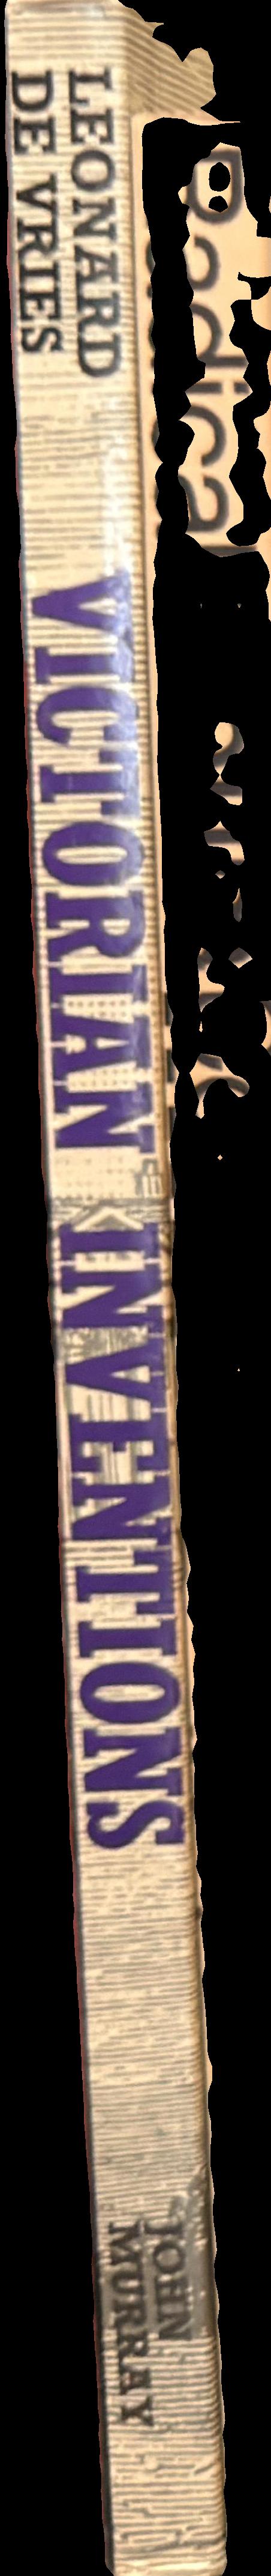 LEONARD
DE VRIES
VICTORIAN INVENTIONS
JOHN
MURRAY